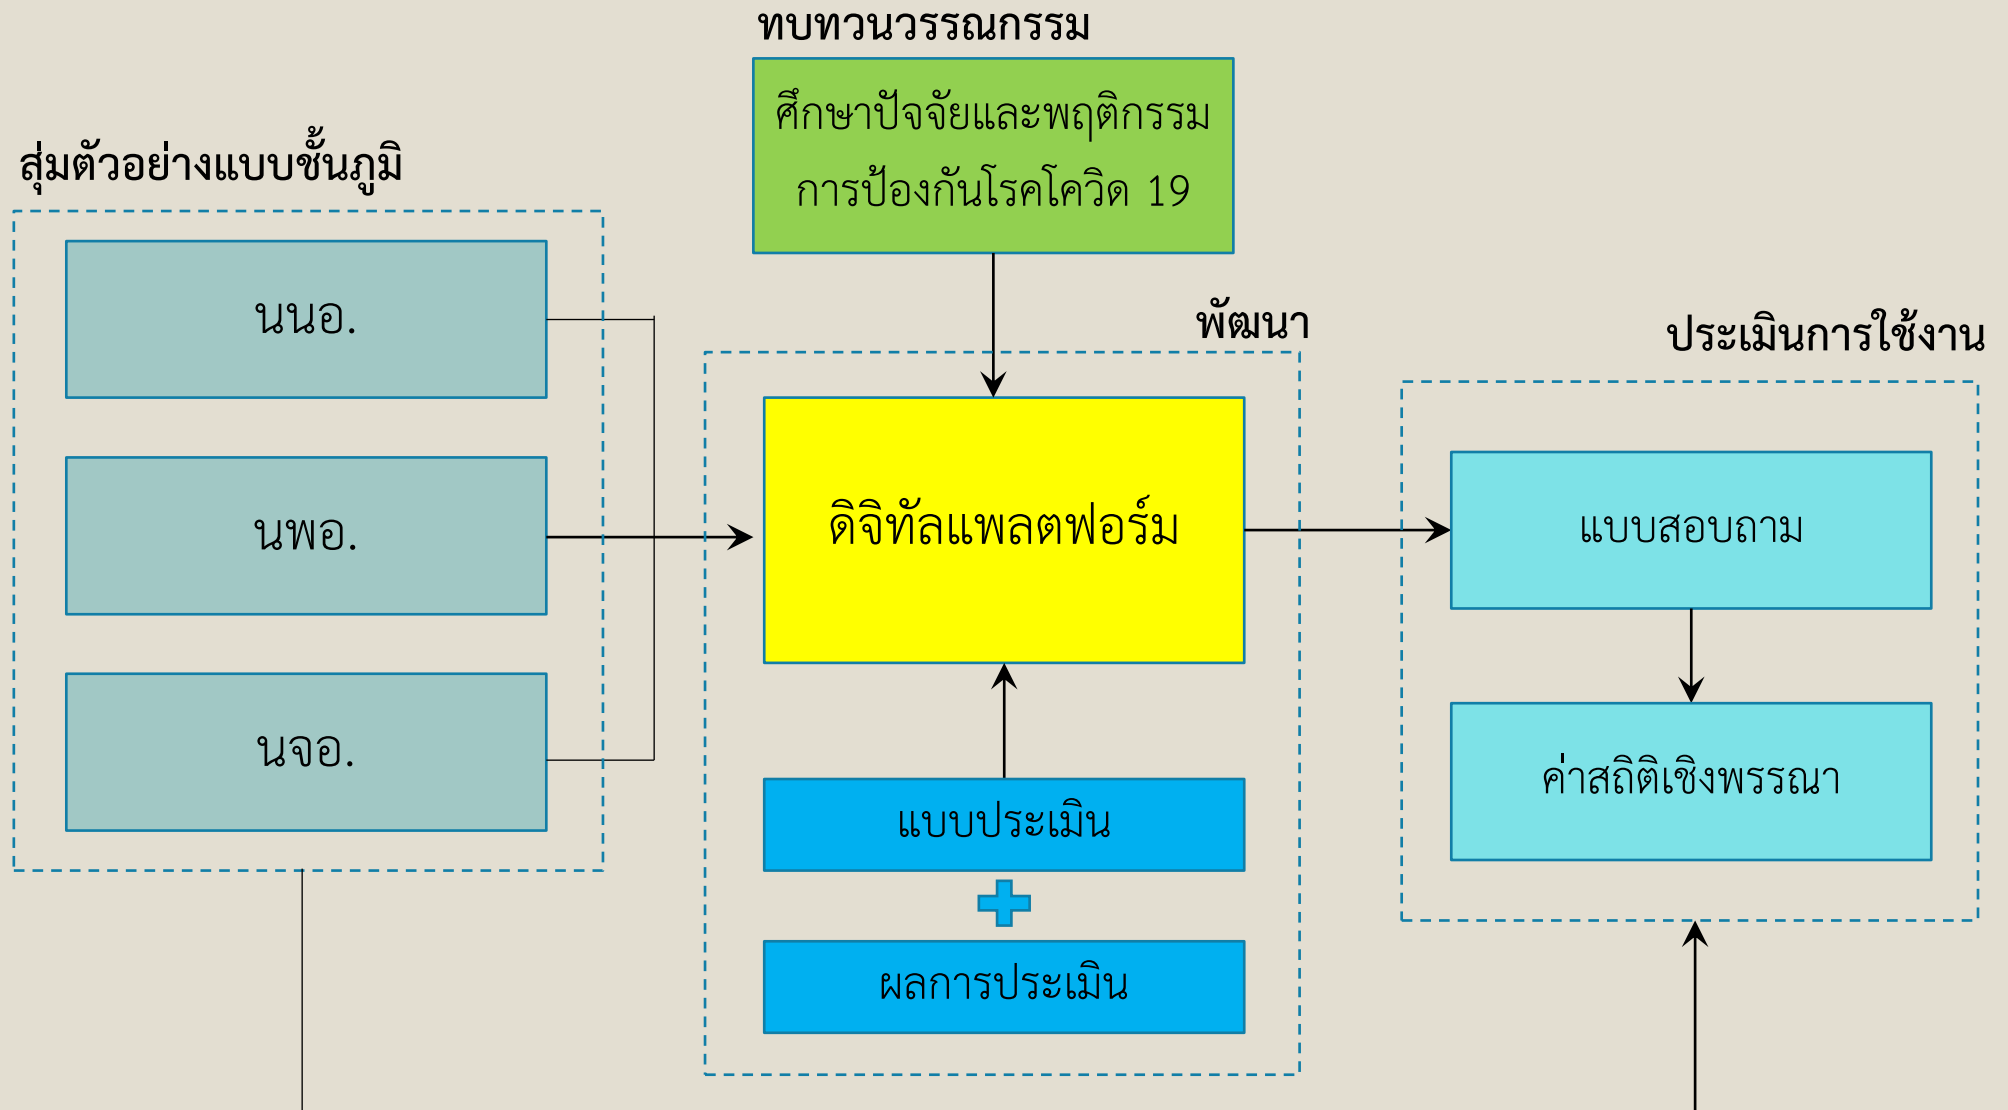 ทบทวนวรรณกรรม
ศึกษาปัจจัยและพฤติกรรม
การป้องกันโรคโควิด 19
สุ่มตัวอย่างแบบชั้นภูมิ
นนอ.
นพอ.
นจอ.
พัฒนา
ดิจิทัลแพลตฟอร์ม
แบบประเมิน
ผลการประเมิน
ประเมินการใช้งาน
แบบสอบถาม
ค่าสถิติเชิงพรรณา